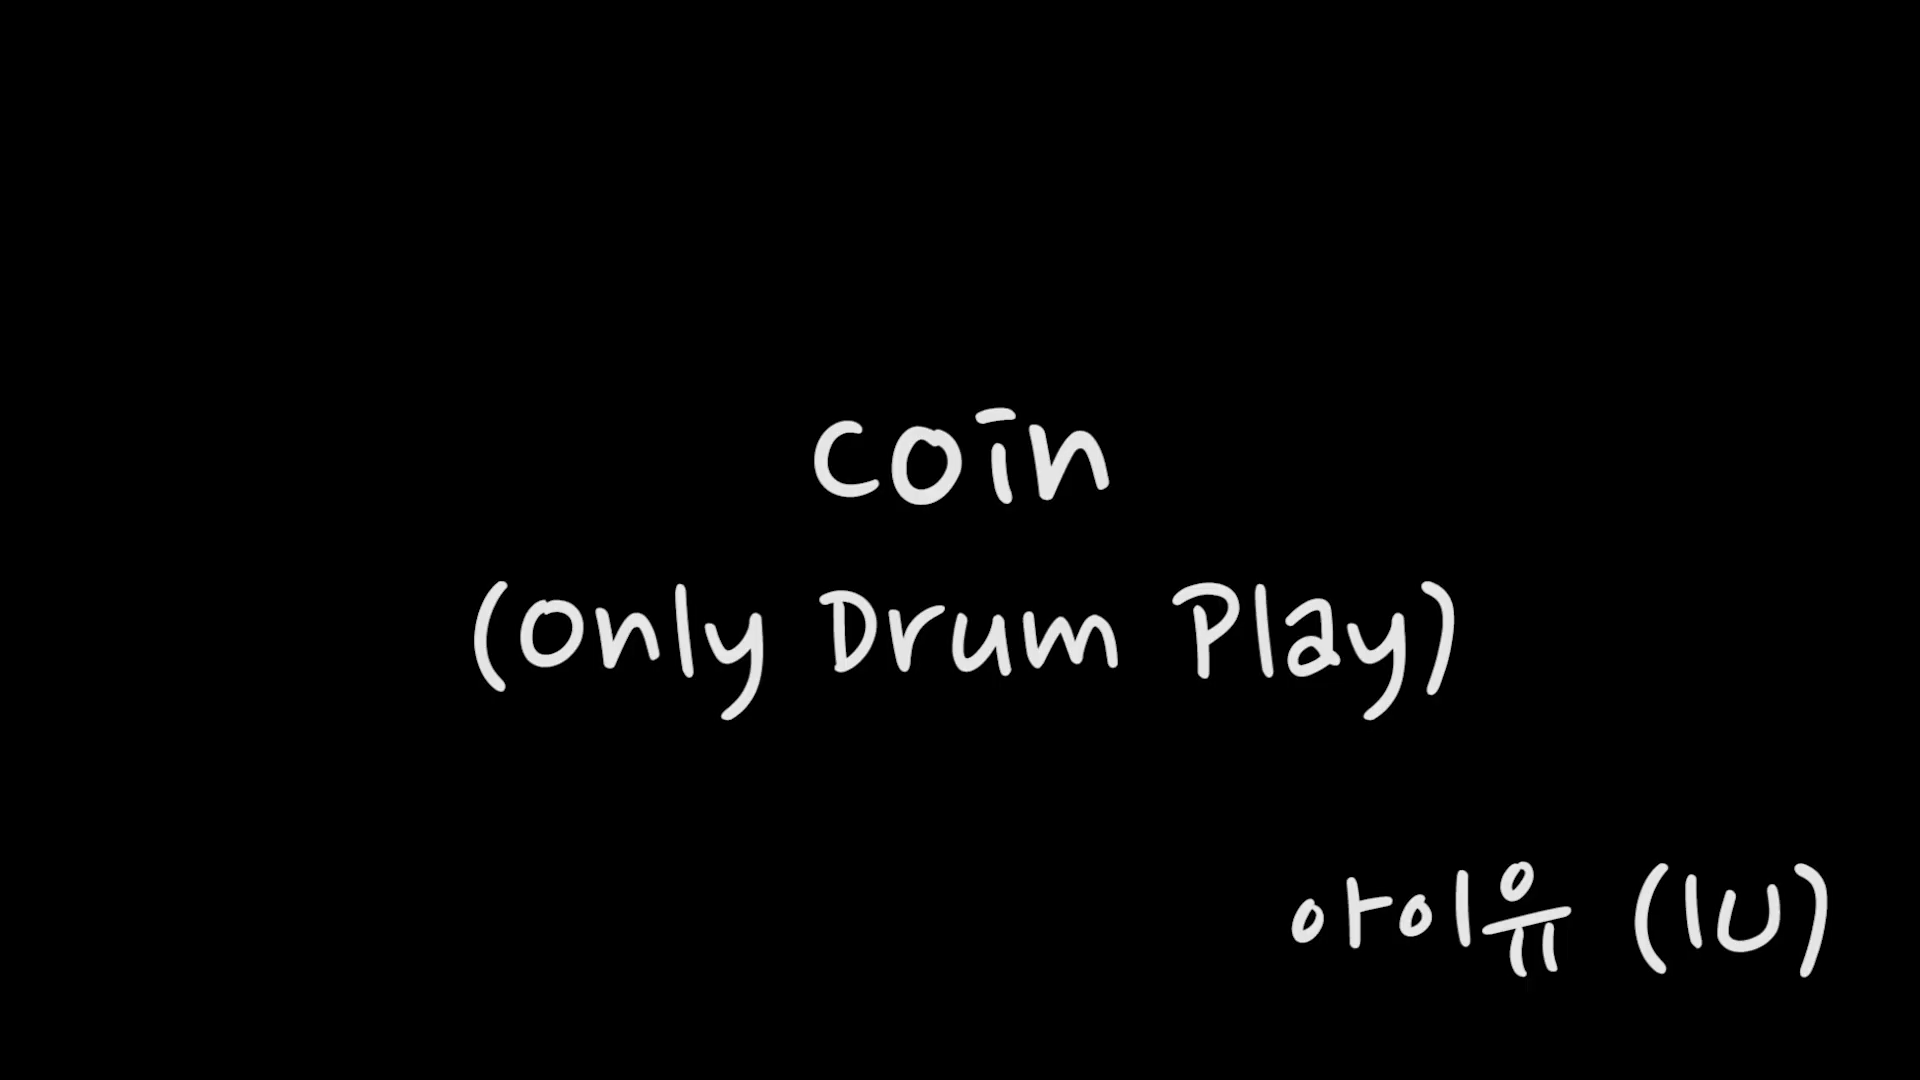 coin
(Only Drum Play)
아이유 (IU)